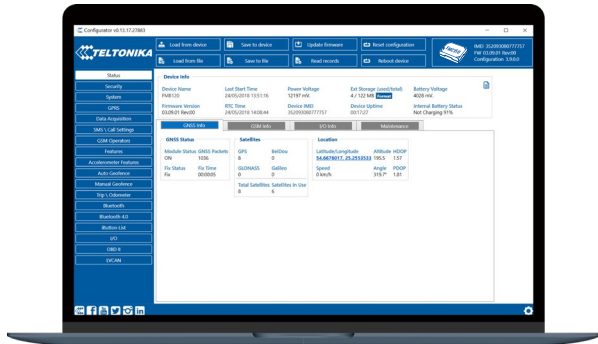 Configurator v0.13.17.27883
TELTONIKA
Load from device
Save to device
Update firmware
Reset configuration
Load from file
Save to file
Read records
Reboot device
FMB120
IMEI 352093080777757
FW 03.09.01 Rev:00
Configuration 3.9.0.0
Status
Security
System
GPRS
Data Acquisition
SMS \ Call Settings
GSM Operators
Features
Accelerometer Features
Auto Geofence
Manual Geofence
Trip \ Odometer
Bluetooth
Bluetooth 4.0
iButton List
I/O
OBD II
LVCAN
Device Info
Device Name
Last Start Time
Power Voltage
Ext Storage (used/total)
Battery Voltage
FMB120
24/05/2018 13:51:16
12197 mV.
4 / 122 MB Format
4028 mV.
Firmware Version
RTC Time
Device IMEI
Device Uptime
Internal Battery Status
03.09.01 Rev:00
24/05/2018 14:08:44
352093080777757
00:17:27
Not Charging 91%
GNSS Info
GSM Info
I/O Info
Maintenance
GNSS Status
Module Status GNSS Packets
ON 1036
Fix Status Fix Time
Fix 00:00:05
Satellites
GPS BeiDou
8 0
GLONASS Galileo
0 0
Total Satellites Satellites In Use
8 6
Location
Latitude/Longitude Altitude HDOP
54.6678017, 25.2553533 195.5 1.57
Speed Angle PDOP
0 km/h 319.7° 1.81